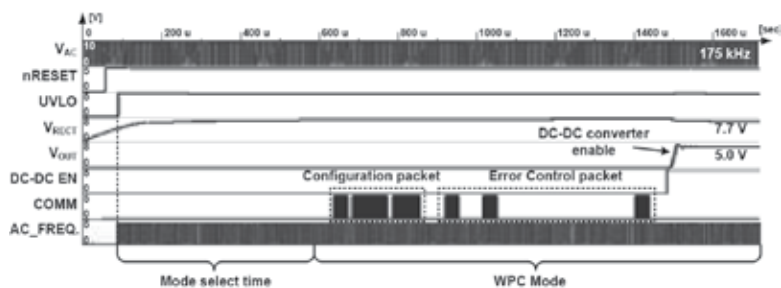 [V]
200 u 400 u 600 u 800 u 1000 u 1200 u 1400 u 1600 u [sec]
VAC 10 0 175 kHz
nRESET
UVLO
VRECT 7.7 V
DC-DC converter
enable
VOUT 5.0 V
DC-DC EN
Configuration packet Error Control packet
COMM
AC_FREQ.
Mode select time WPC Mode